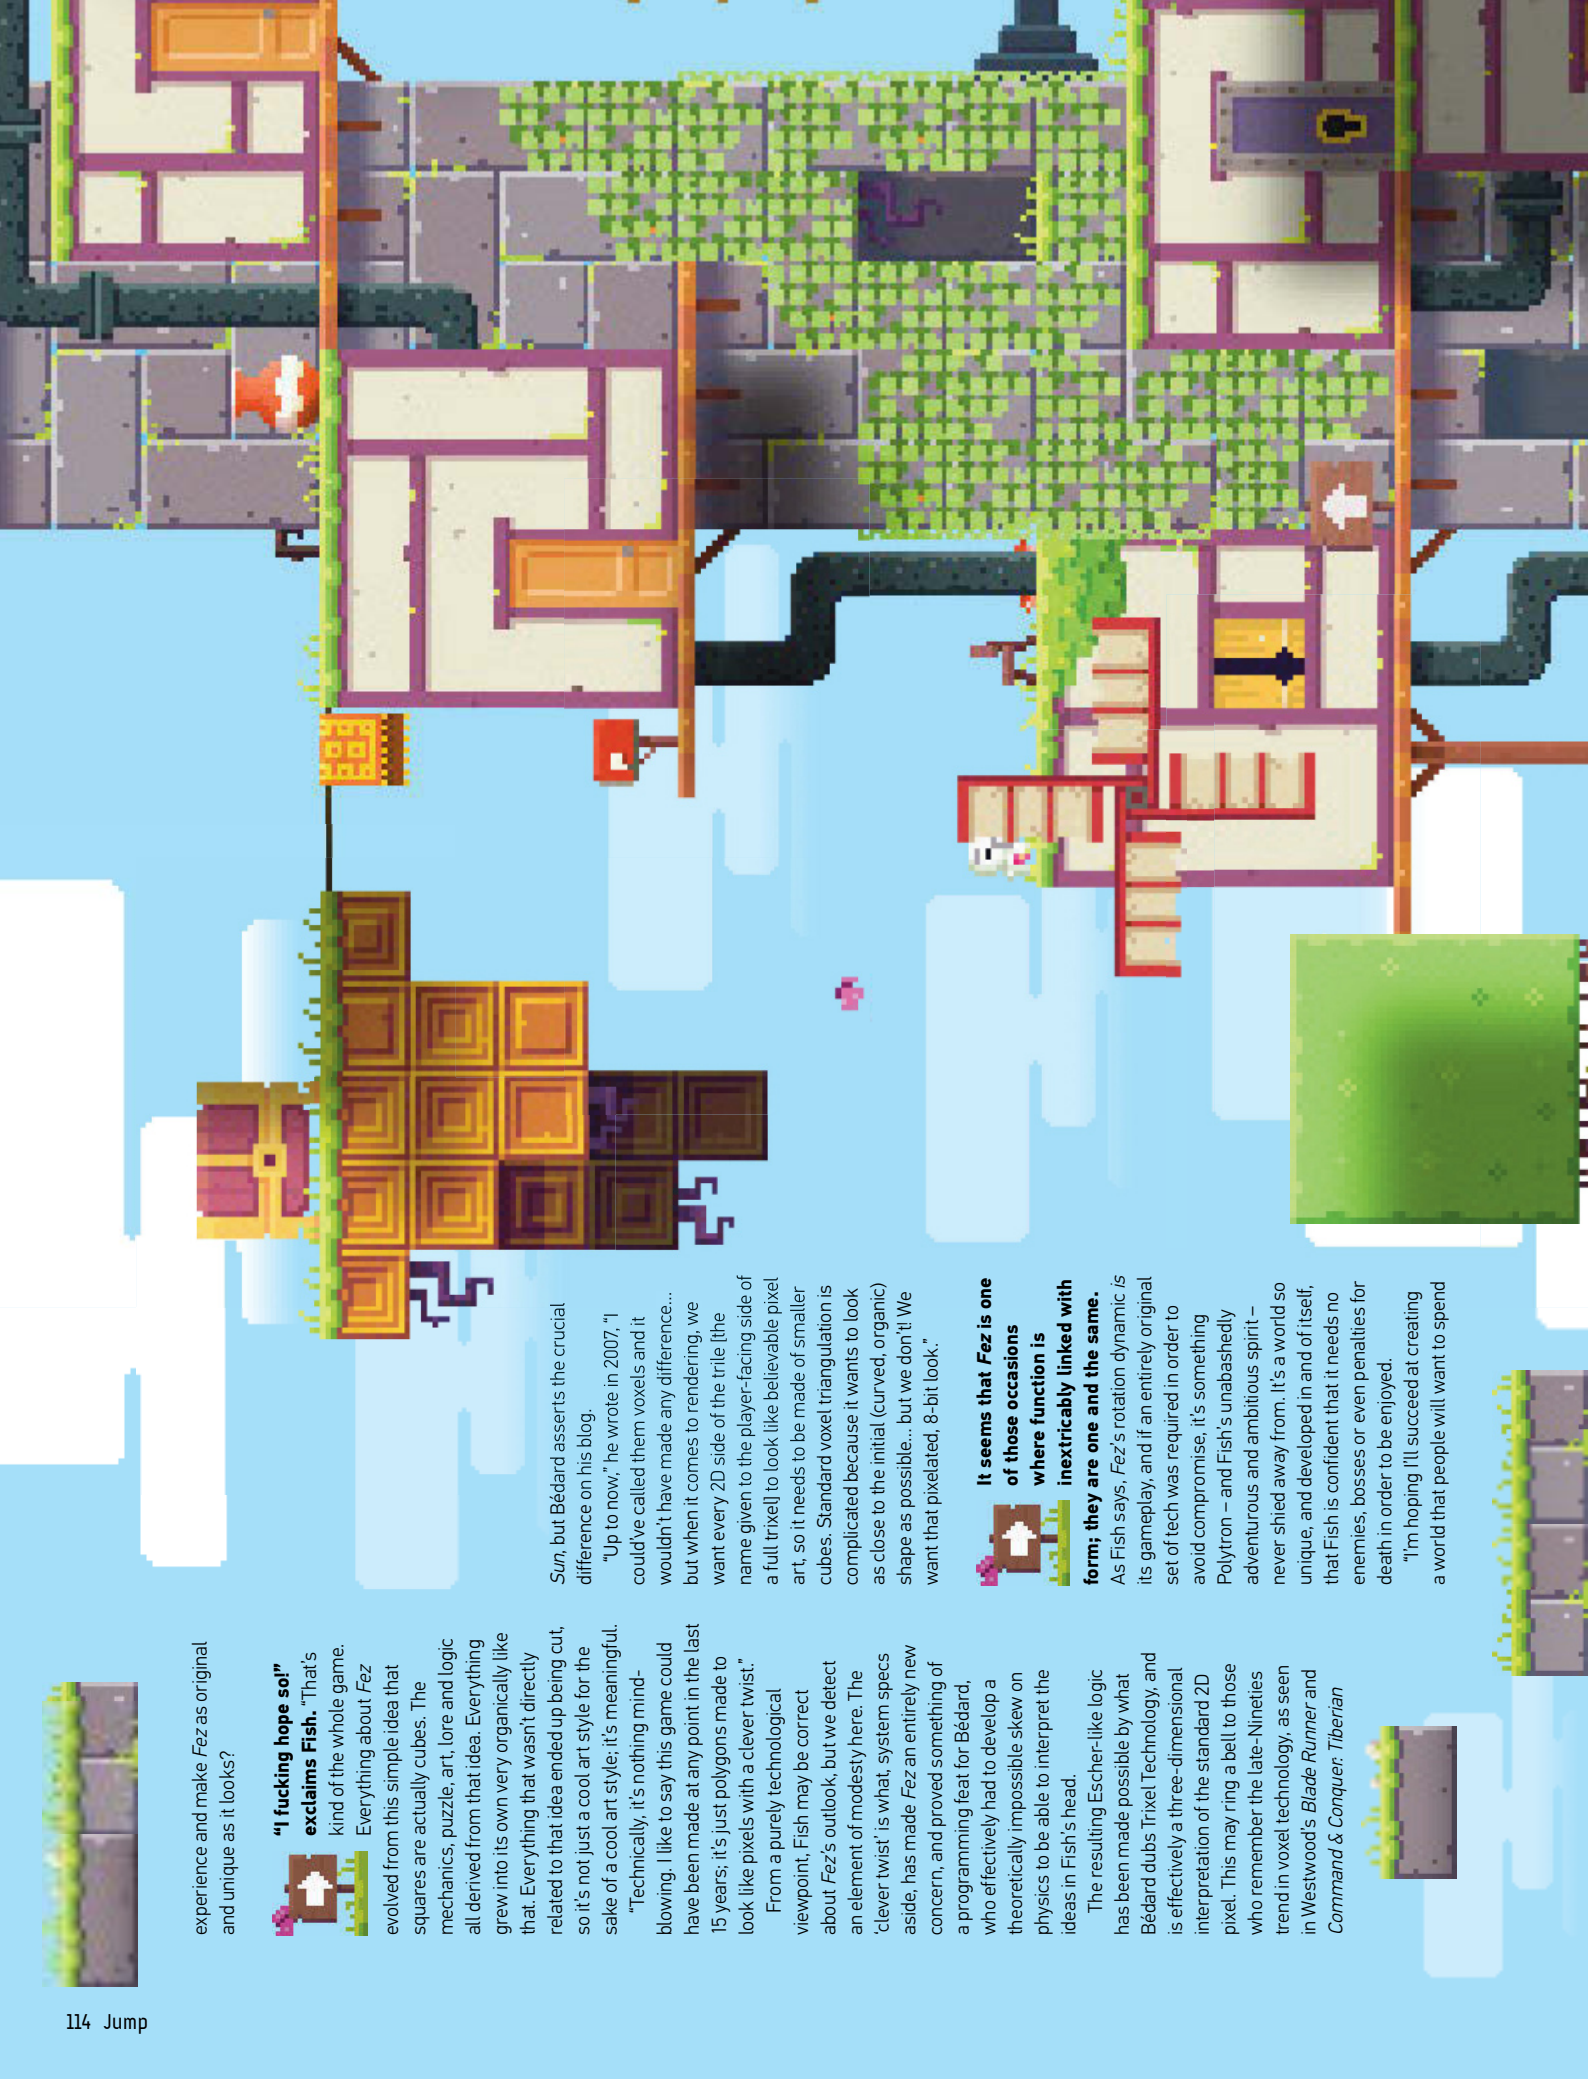 experience and make Fez as original
and unique as it looks?
“I fucking hope so!”
exclaims Fish. “That’s
kind of the whole game.
Everything about Fez
evolved from this simple idea that
squares are actually cubes. The
mechanics, puzzle, art, lore and logic
all derived from that idea. Everything
grew into its own very organically like
that. Everything that wasn’t directly
related to that idea ended up being cut,
so it’s not just a cool art style for the
sake of a cool art style; it’s meaningful.
“Technically, it’s nothing mind-
blowing. I like to say this game could
have been made at any point in the last
15 years; it’s just polygons made to
look like pixels with a clever twist.”
From a purely technological
viewpoint, Fish may be correct
about Fez’s outlook, but we detect
an element of modesty here. The
‘clever twist’ is what, system specs
aside, has made Fez an entirely new
concern, and proved something of
a programming feat for Bédard,
who effectively had to develop a
theoretically impossible skew on
physics to be able to interpret the
ideas in Fish’s head.
The resulting Escher-like logic
has been made possible by what
Bédard dubs Trixel Technology, and
is effectively a three-dimensional
interpretation of the standard 2D
pixel. This may ring a bell to those
who remember the late-Nineties
trend in voxel technology, as seen
in Westwood’s Blade Runner and
Command & Conquer: Tiberian
Sun, but Bédard asserts the crucial
difference on his blog.
“Up to now,” he wrote in 2007, “I
could’ve called them voxels and it
wouldn’t have made any difference...
but when it comes to rendering, we
want every 2D side of the trile [the
name given to the player-facing side of
a full trixel] to look like believable pixel
art, so it needs to be made of smaller
cubes. Standard voxel triangulation is
complicated because it wants to look
as close to the initial (curved, organic)
shape as possible... but we don’t! We
want that pixelated, 8-bit look.”
It seems that Fez is one
of those occasions
where function is
inextricably linked with
form; they are one and the same.
As Fish says, Fez’s rotation dynamic is
its gameplay, and if an entirely original
set of tech was required in order to
avoid compromise, it’s something
Polytron – and Fish’s unabashedly
adventurous and ambitious spirit –
never shied away from. It’s a world so
unique, and developed in and of itself,
that Fish is confident that it needs no
enemies, bosses or even penalties for
death in order to be enjoyed.
“I’m hoping I’ll succeed at creating
a world that people will want to spend
114 Jump